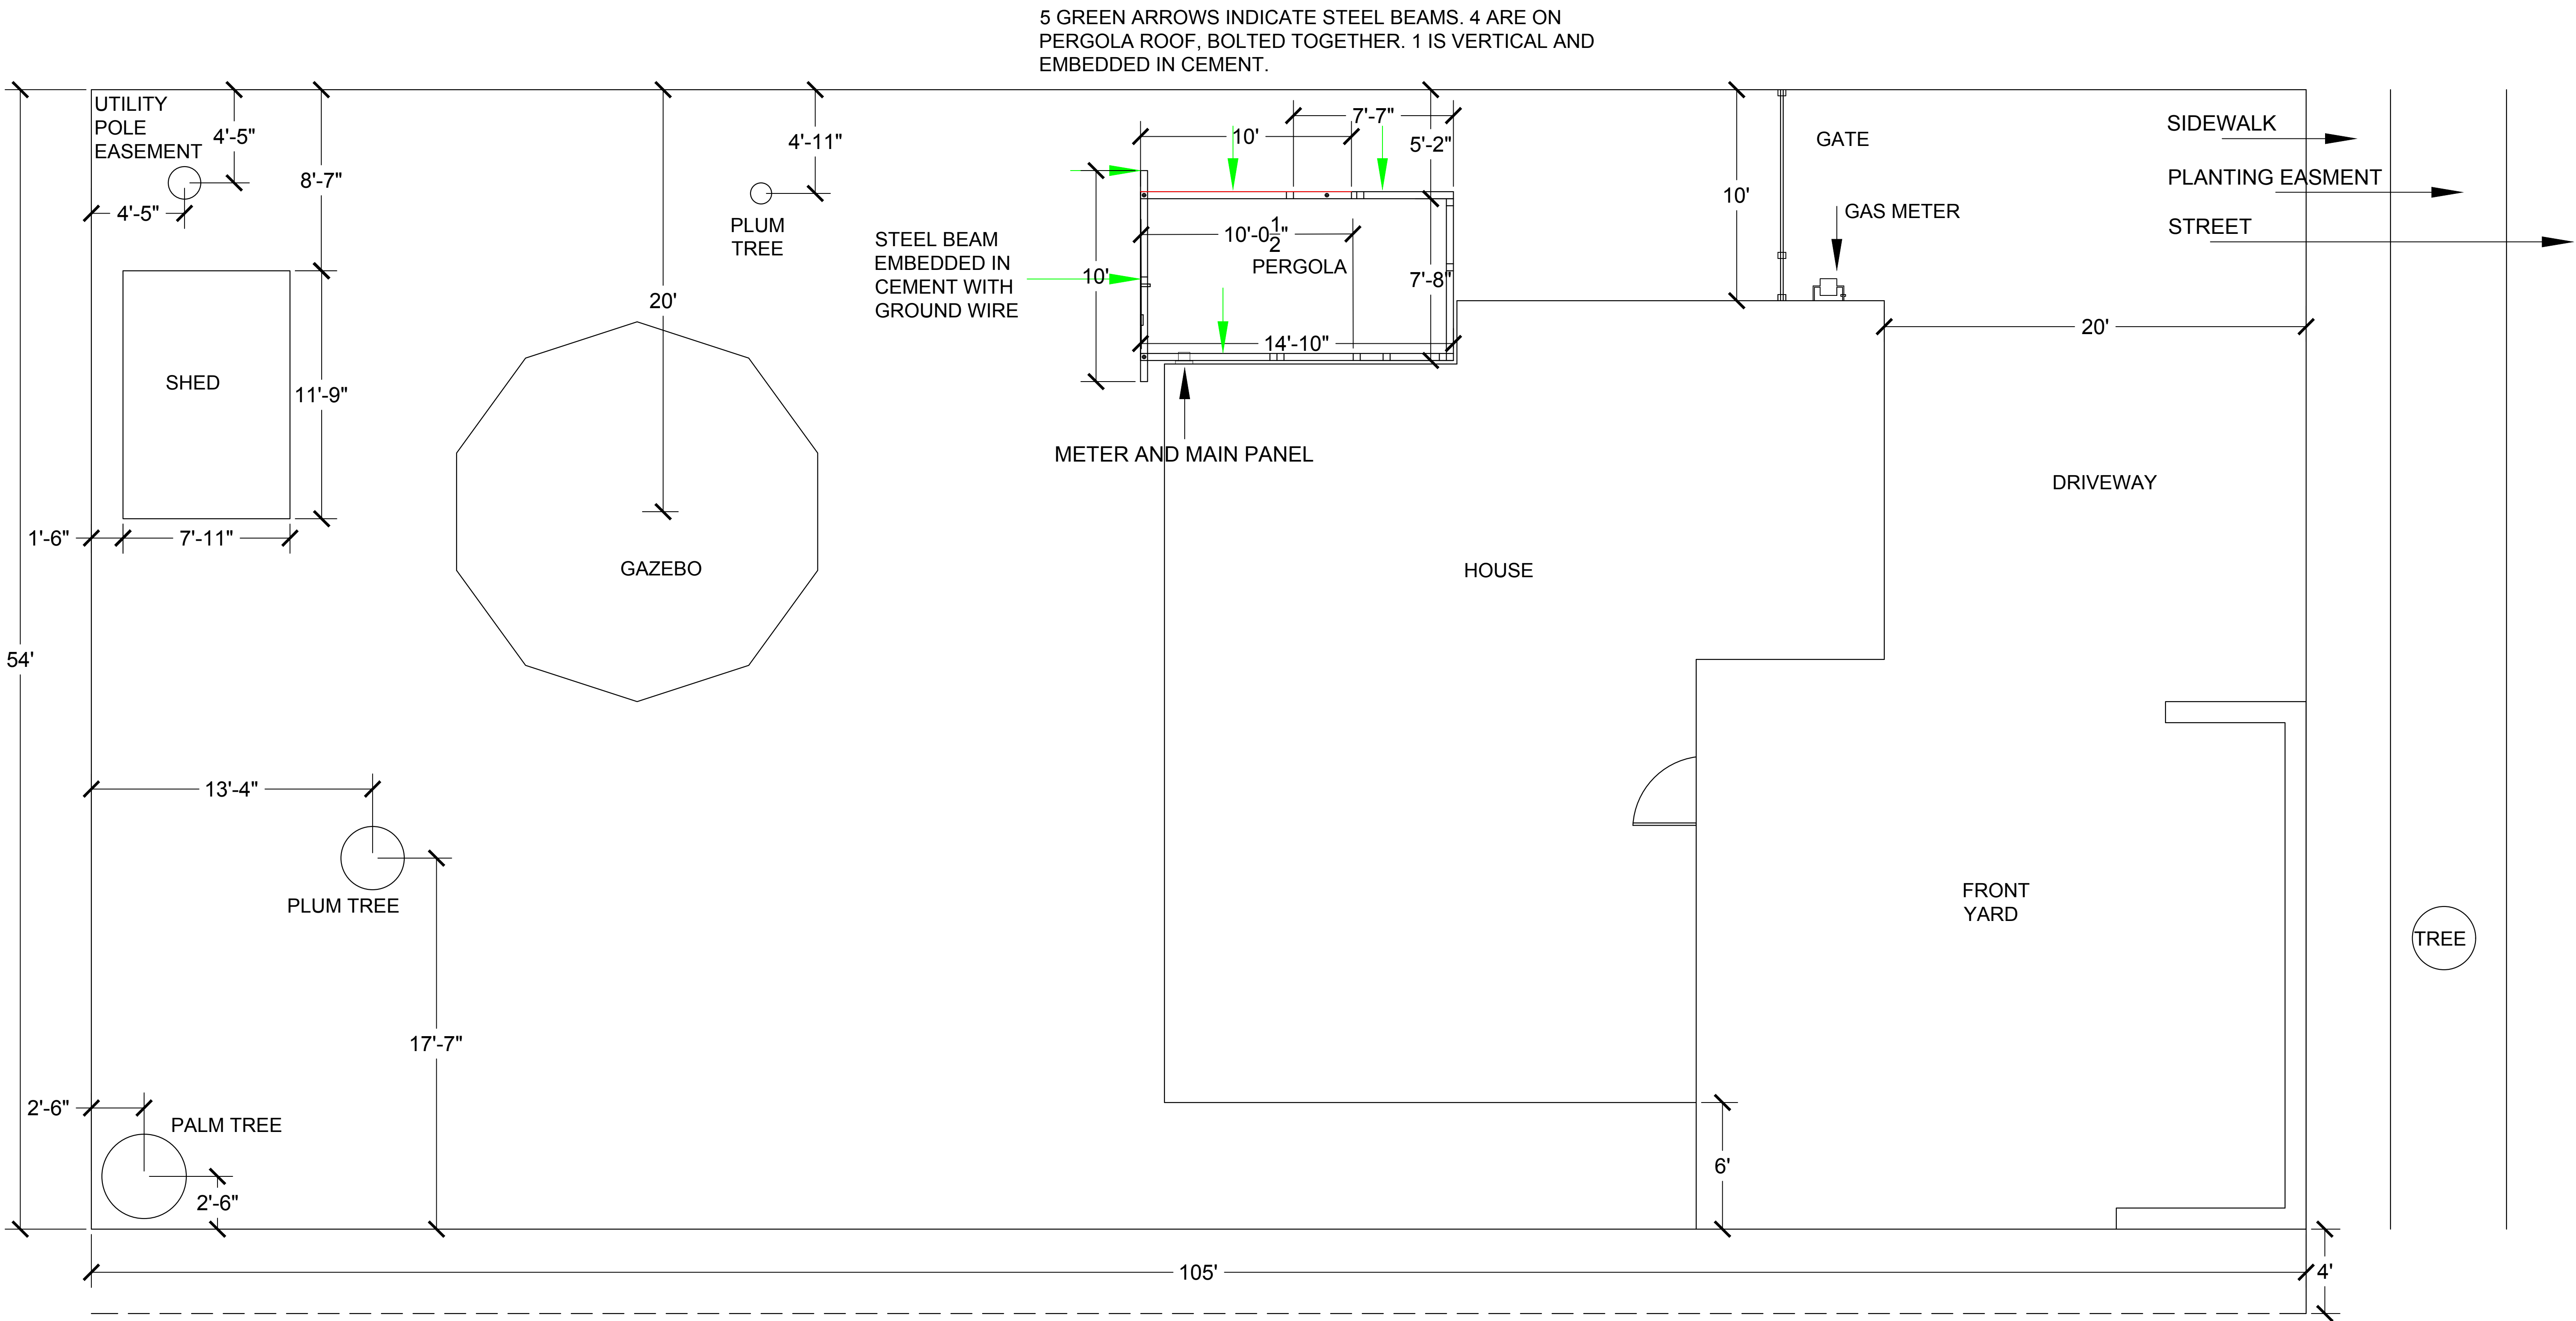 5 GREEN ARROWS INDICATE STEEL BEAMS. 4 ARE ON
PERGOLA ROOF, BOLTED TOGETHER. 1 IS VERTICAL AND
EMBEDDED IN CEMENT.
UTILITY
POLE
EASEMENT
4'-5"
4'-5"
8'-7"
20'
4'-11"
PLUM
TREE
STEEL BEAM
EMBEDDED IN
CEMENT WITH
GROUND WIRE
10'
7'-7"
5'-2"
10'
10'-0 1/2"
PERGOLA
7'-8"
14'-10"
10'
GATE
GAS METER
SIDEWALK
PLANTING EASMENT
STREET
20'
SHED
11'-9"
1'-6"
7'-11"
GAZEBO
METER AND MAIN PANEL
HOUSE
DRIVEWAY
54'
13'-4"
PLUM TREE
17'-7"
FRONT
YARD
TREE
2'-6"
PALM TREE
2'-6"
6'
105'
4'